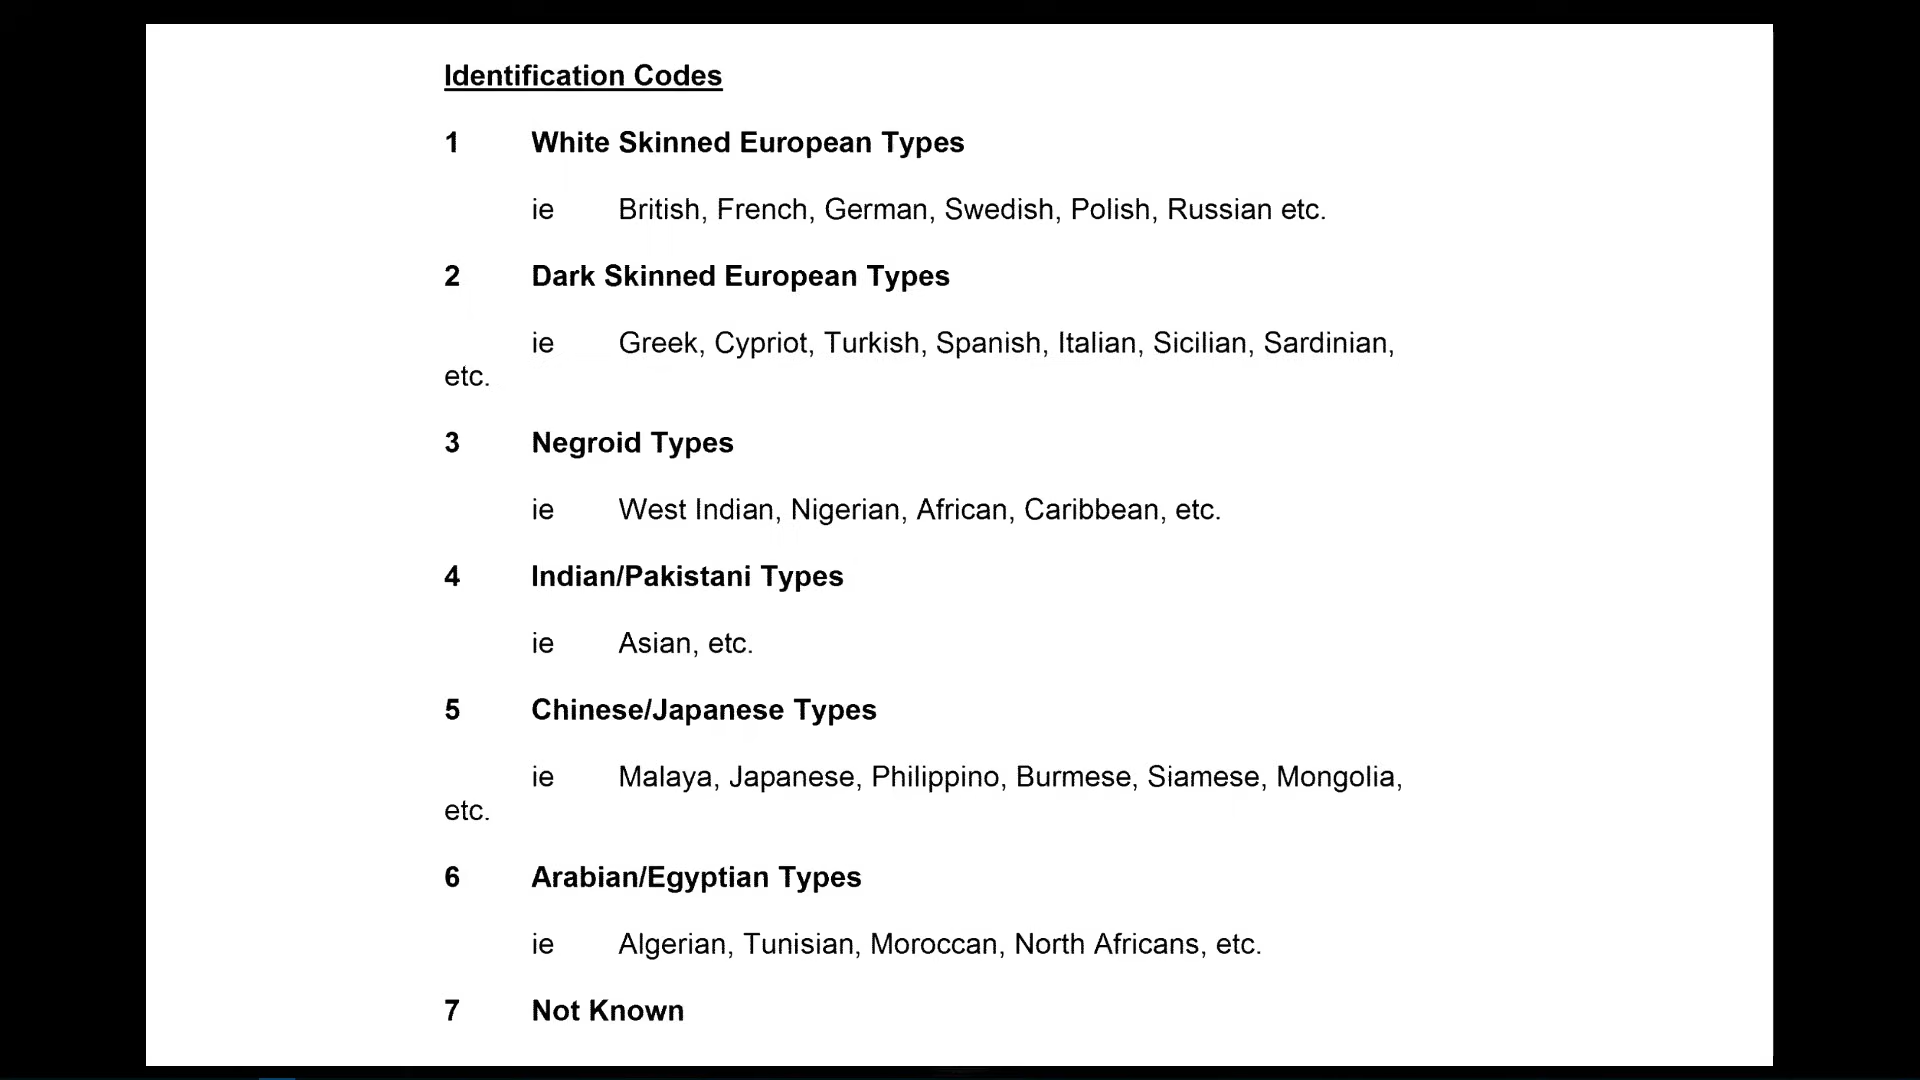 Identification Codes
1 White Skinned European Types
ie British, French, German, Swedish, Polish, Russian etc.
2 Dark Skinned European Types
ie Greek, Cypriot, Turkish, Spanish, Italian, Sicilian, Sardinian,
etc.
3 Negroid Types
ie West Indian, Nigerian, African, Caribbean, etc.
4 Indian/Pakistani Types
ie Asian, etc.
5 Chinese/Japanese Types
ie Malaya, Japanese, Philippino, Burmese, Siamese, Mongolia,
etc.
6 Arabian/Egyptian Types
ie Algerian, Tunisian, Moroccan, North Africans, etc.
7 Not Known